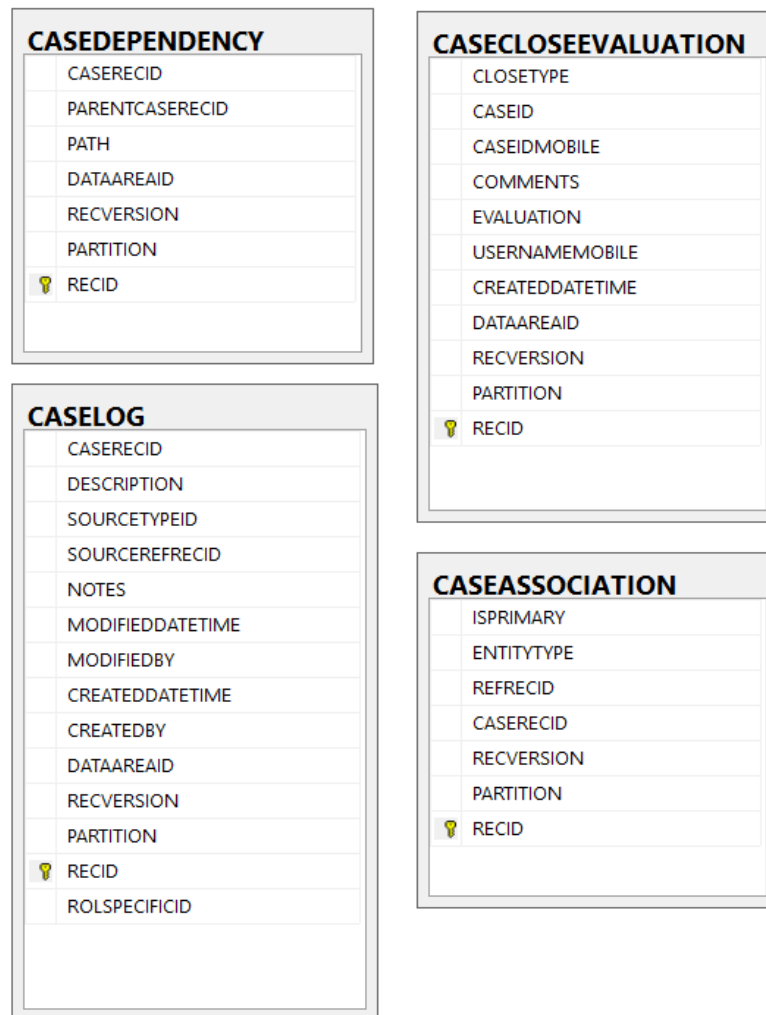 CASEDEPENDENCY
CASERECID
PARENTCASERECID
PATH
DATAAREAID
RECVERSION
PARTITION
RECID
CASELOG
CASERECID
DESCRIPTION
SOURCETYPEID
SOURCEREFRECID
NOTES
MODIFIEDDATETIME
MODIFIEDBY
CREATEDDATETIME
CREATEDBY
DATAAREAID
RECVERSION
PARTITION
RECID
ROLSPECIFICID
CASECLOSEEVALUATION
CLOSETYPE
CASEID
CASEIDMOBILE
COMMENTS
EVALUATION
USERNAMEMOBILE
CREATEDDATETIME
DATAAREAID
RECVERSION
PARTITION
RECID
CASEASSOCIATION
ISPRIMARY
ENTITYTYPE
REFRECID
CASERECID
RECVERSION
PARTITION
RECID